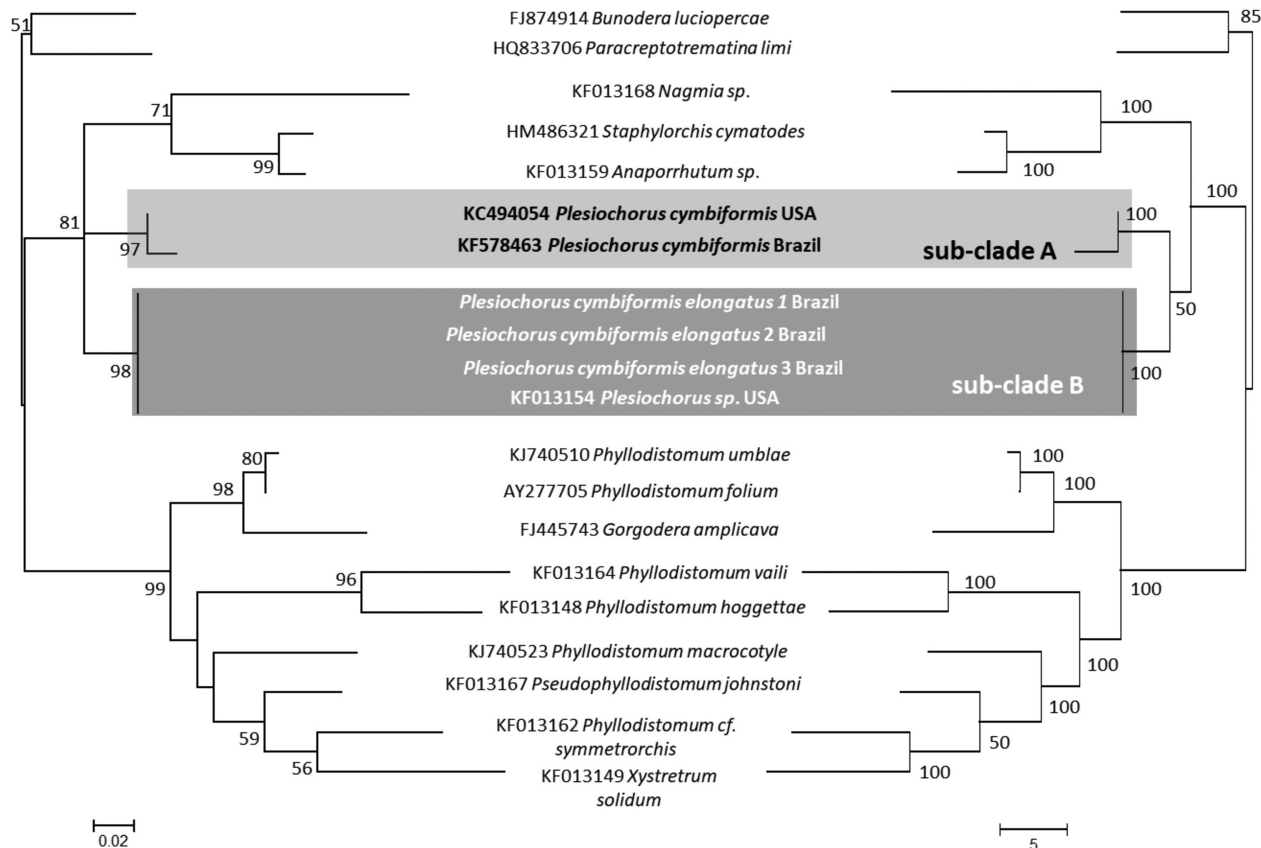 51
FJ874914 Bunodera luciopercae
85
HQ833706 Paracreptotrematina limi
71
KF013168 Nagmia sp.
100
HM486321 Staphylorchis cymatodes
99
KF013159 Anaporrhutum sp.
100
81
100
KC494054 Plesiochorus cymbiformis USA
100
97
KF578463 Plesiochorus cymbiformis Brazil
sub-clade A
Plesiochorus cymbiformis elongatus 1 Brazil
50
Plesiochorus cymbiformis elongatus 2 Brazil
98
Plesiochorus cymbiformis elongatus 3 Brazil
100
KF013154 Plesiochorus sp. USA
sub-clade B
80
KJ740510 Phyllodistomum umblae
100
98
AY277705 Phyllodistomum folium
100
FJ445743 Gorgodera amplicava
99
96
KF013164 Phyllodistomum vaili
100
100
KF013148 Phyllodistomum hoggettae
KJ740523 Phyllodistomum macrocotyle
100
KF013167 Pseudophyllodistomum johnstoni
100
59
KF013162 Phyllodistomum cf.
symmetrorchis
50
56
KF013149 Xystretrum
solidum
100
0.02
5